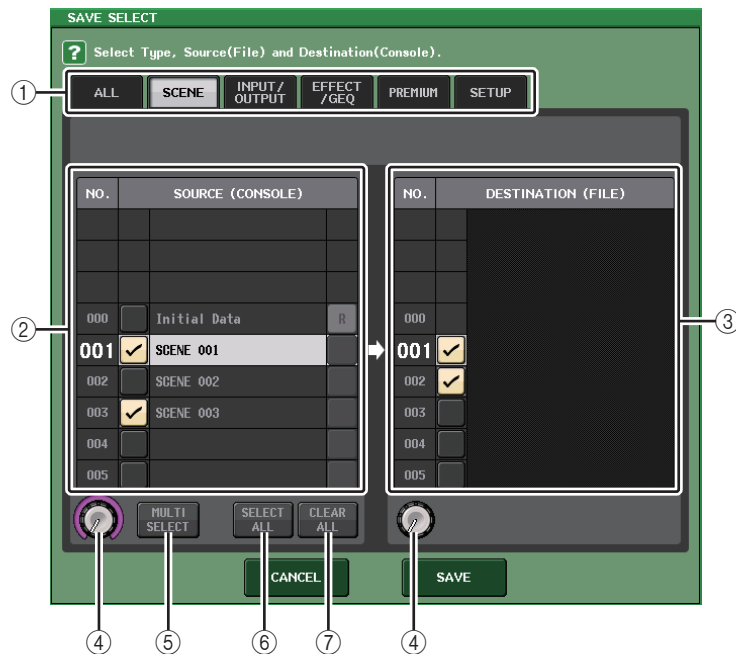 SAVE SELECT
? Select Type, Source(File) and Destination(Console).
① ALL SCENE INPUT/OUTPUT EFFECT/GEQ PREMIUM SETUP
NO. SOURCE (CONSOLE) NO. DESTINATION (FILE)
000 Initial Data R 000
② ③
001 SCENE 001 001
002 SCENE 002 002
003 SCENE 003 003
004 004
005 005
MULTI SELECT SELECT ALL CLEAR ALL
CANCEL SAVE
④ ⑤ ⑥ ⑦ ④